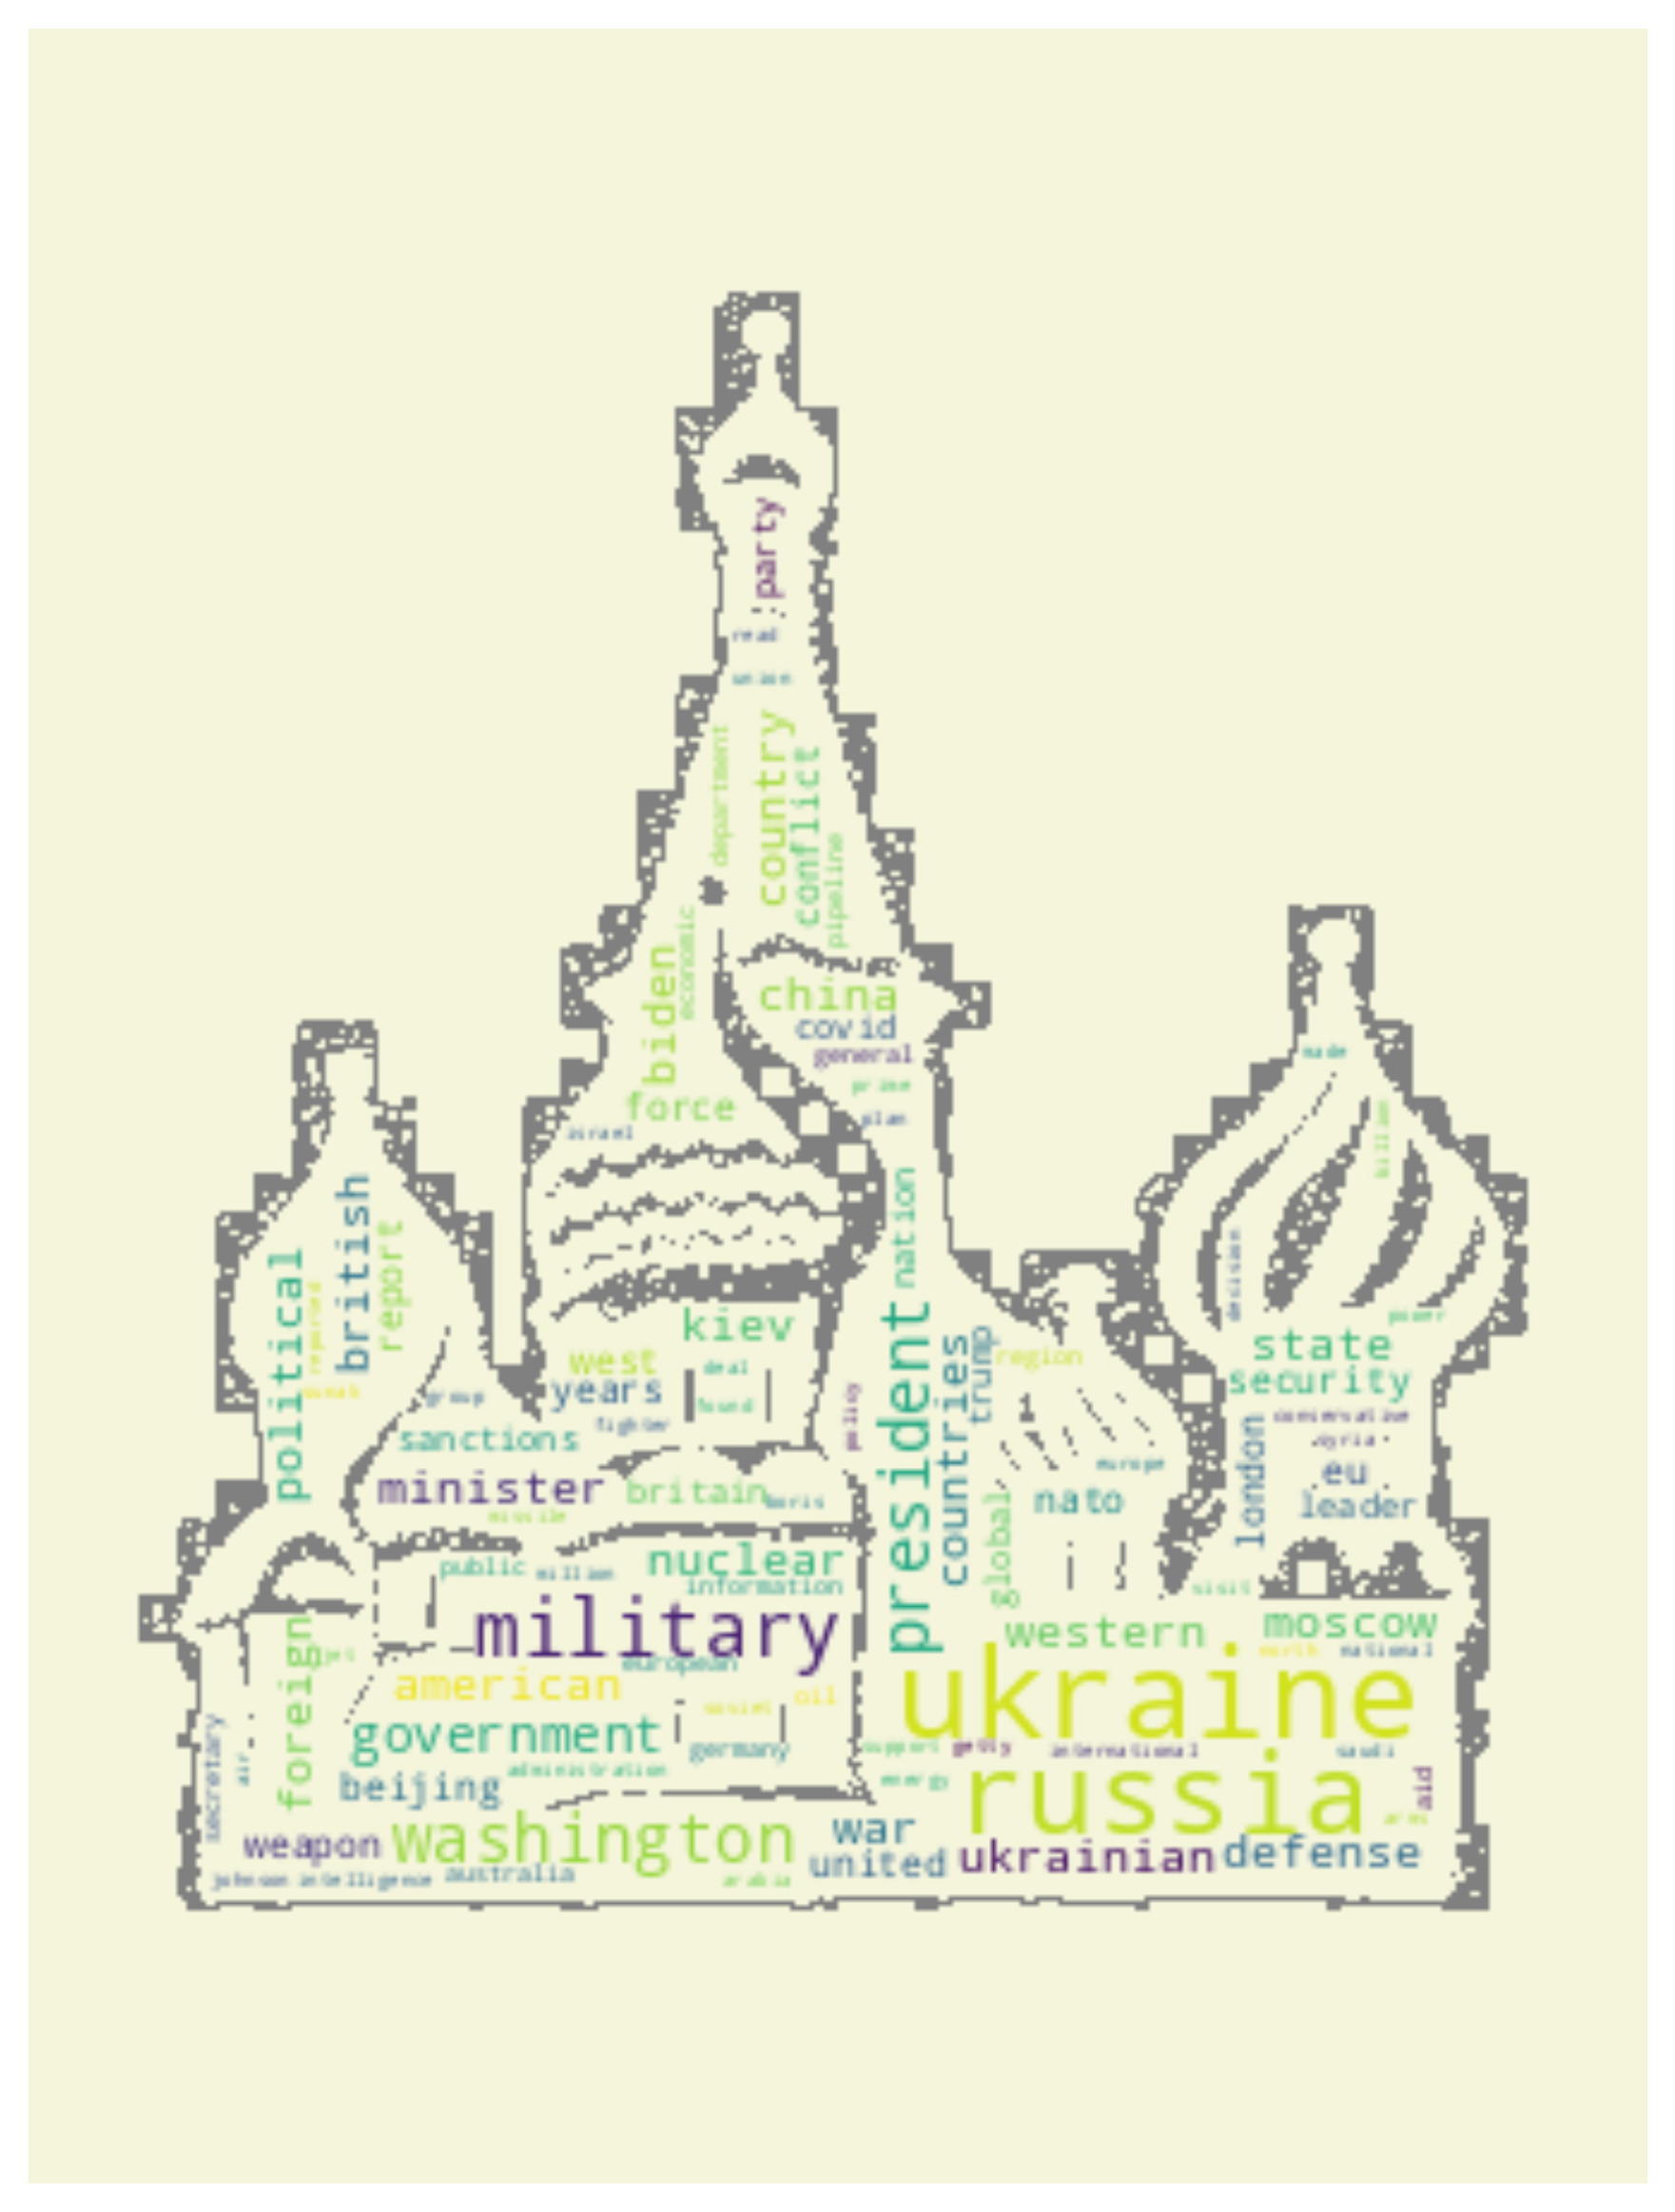 party
read
union
department
country
conflict
pipeline
economic
biden
china
covid
general
prime
force
plan
israel
made
billion
nation
british
report
political
reported
decision
power
kiev
state
west
deal
security
years
found
group
fighter
policy
president
countries
trump
region
conservative
syria
sanctions
london
europe
eu
minister
britain
boris
nato
leader
missile
global
nuclear
public
million
information
visit
military
western
moscow
north
national
foreign
european
ukraine
american
oil
government
germany
support
getty
international
saudi
secretary
air
administration
energy
beijing
russia
aid
weapon
washington
war
united
ukrainian
defense
johnson
intelligence
australia
arabia